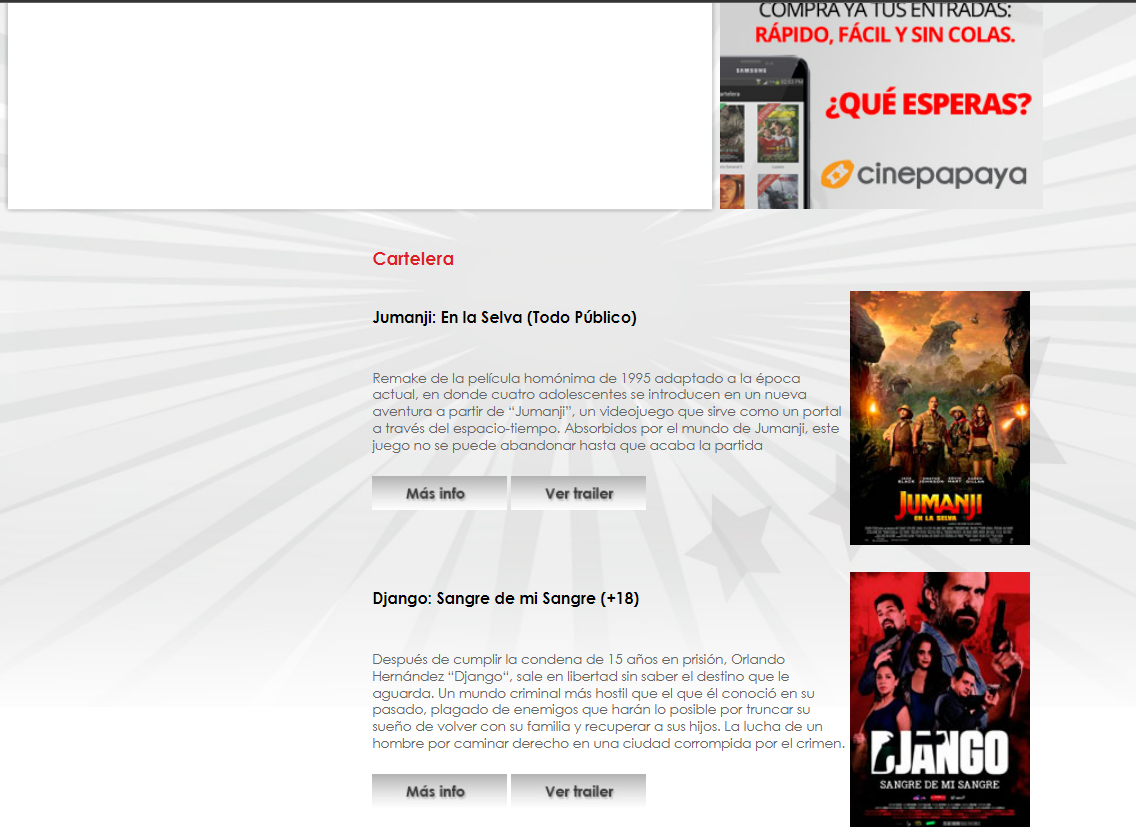 COMPRA YA TUS ENTRADAS:
RÁPIDO, FÁCIL Y SIN COLAS.
SAMSUNG
¿QUÉ ESPERAS?
cinepapaya
Cartelera
Jumanji: En la Selva (Todo Público)
Remake de la película homónima de 1995 adaptado a la época
actual, en donde cuatro adolescentes se introducen en un nueva
aventura a partir de “Jumanji”, un videojuego que sirve como un portal
a través del espacio-tiempo. Absorbidos por el mundo de Jumanji, este
juego no se puede abandonar hasta que acaba la partida
Más info
Ver trailer
JUMANJI
EN LA SELVA
Django: Sangre de mi Sangre (+18)
Después de cumplir la condena de 15 años en prisión, Orlando
Hernández “Django“, sale en libertad sin saber el destino que le
aguarda. Un mundo criminal más hostil que el que él conoció en su
pasado, plagado de enemigos que harán lo posible por truncar su
sueño de volver con su familia y recuperar a sus hijos. La lucha de un
hombre por caminar derecho en una ciudad corrompida por el crimen.
Más info
Ver trailer
DJANGO
SANGRE DE MI SANGRE